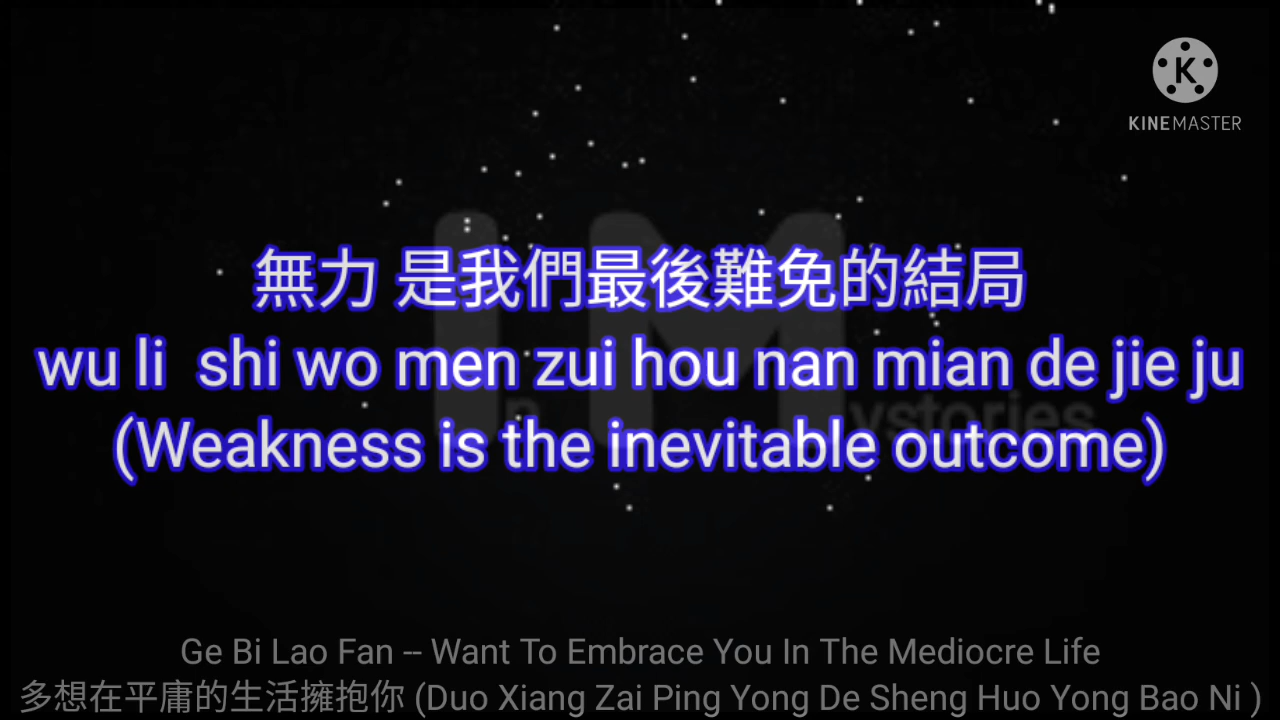 KINEMASTER
無力 是我們最後難免的結局
wu li  shi wo men zui hou nan mian de jie ju
(Weakness is the inevitable outcome)
I M
n ystories
Ge Bi Lao Fan -- Want To Embrace You In The Mediocre Life
多想在平庸的生活擁抱你 (Duo Xiang Zai Ping Yong De Sheng Huo Yong Bao Ni )